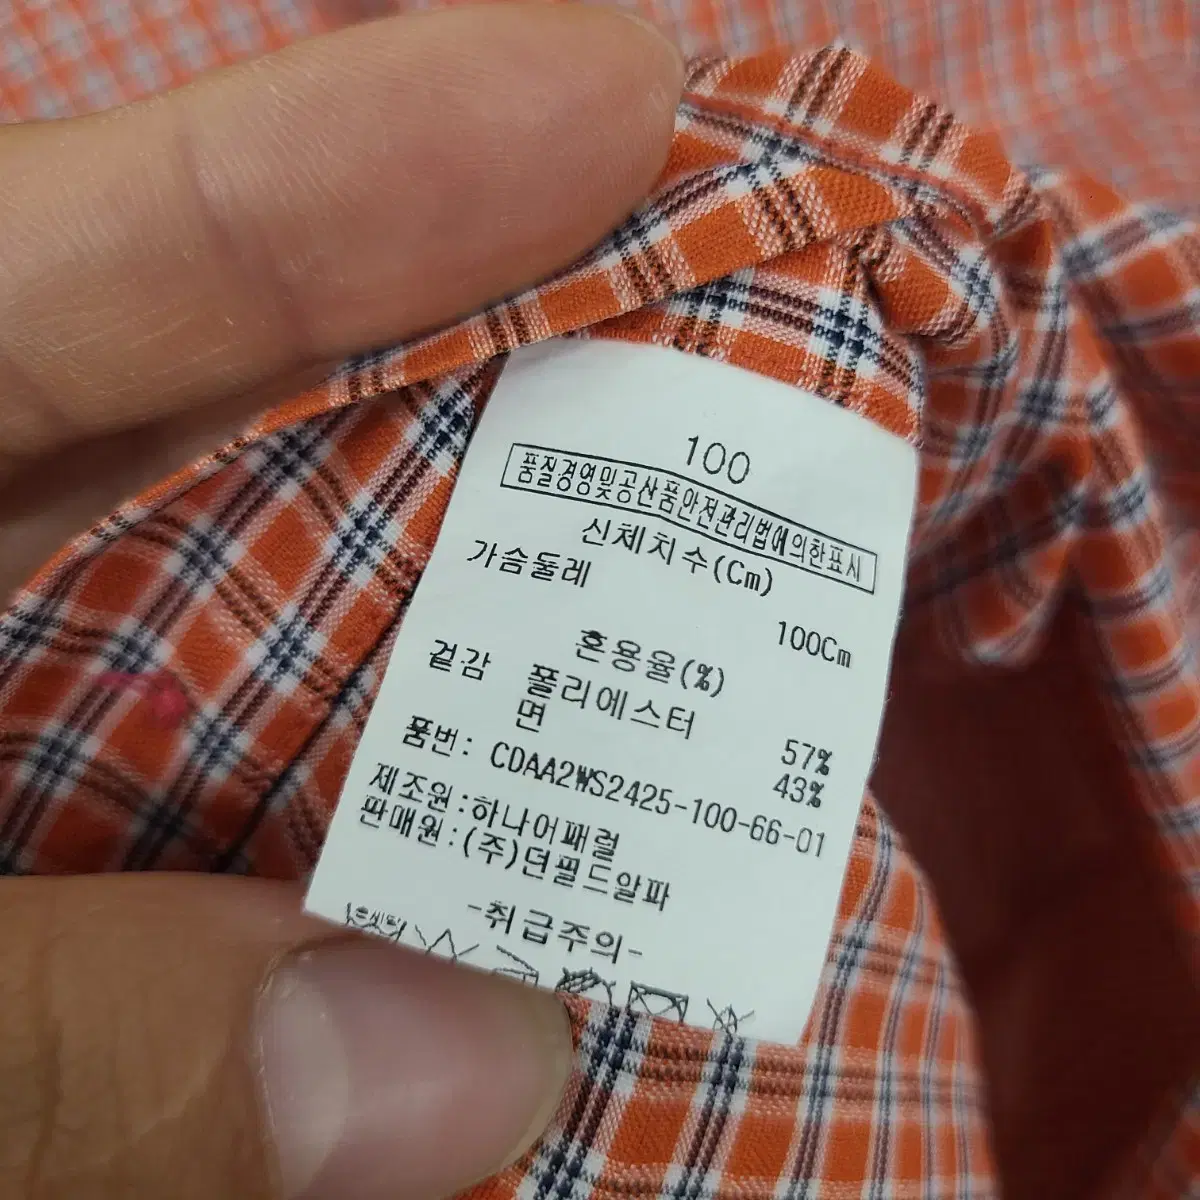 100
품질경영및공산품안전관리법에의한표시
신체치수(Cm)
가슴둘레 100Cm
혼용율(%)
겉감 폴리에스터 57%
면 43%
품번: CDAA2WS2425-100-66-01
제조원:하나어패럴
판매원:(주)던필드알파
-취급주의-